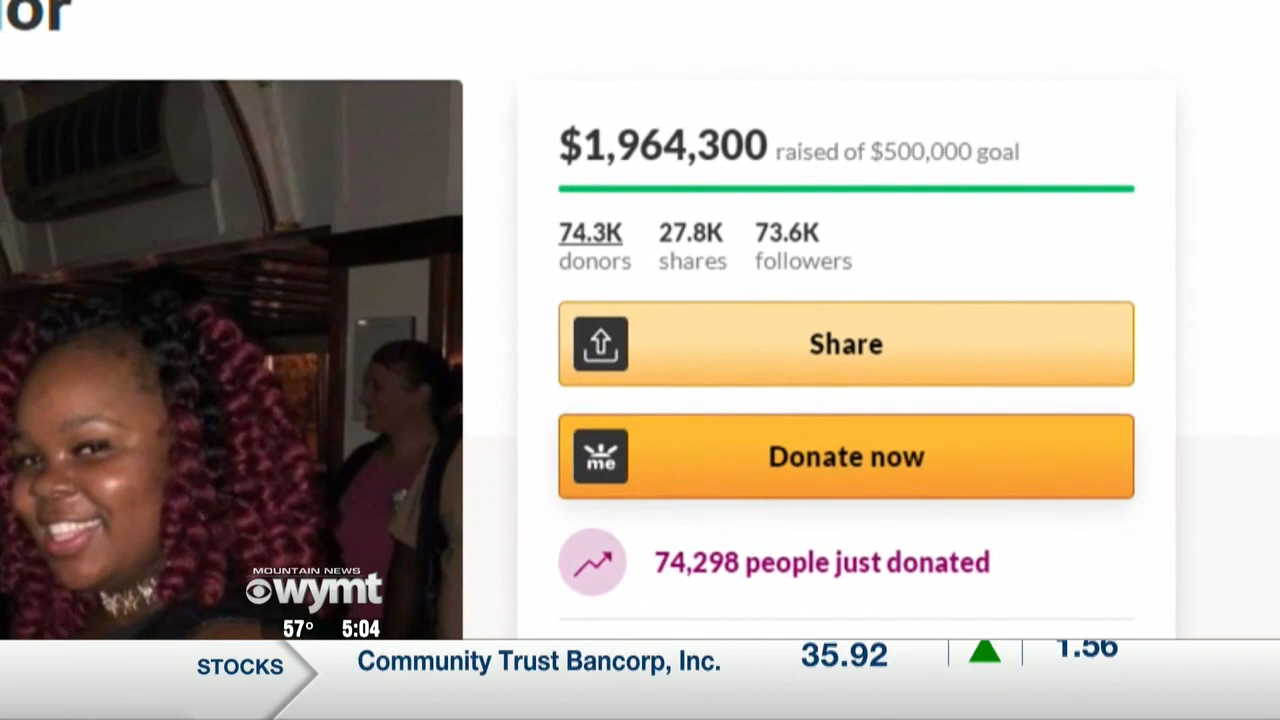 or
$1,964,300 raised of $500,000 goal
74.3K 27.8K 73.6K
donors shares followers
Share
me Donate now
74,298 people just donated
MOUNTAIN NEWS
wymt
57° 5:04
STOCKS Community Trust Bancorp, Inc. 35.92 1.56